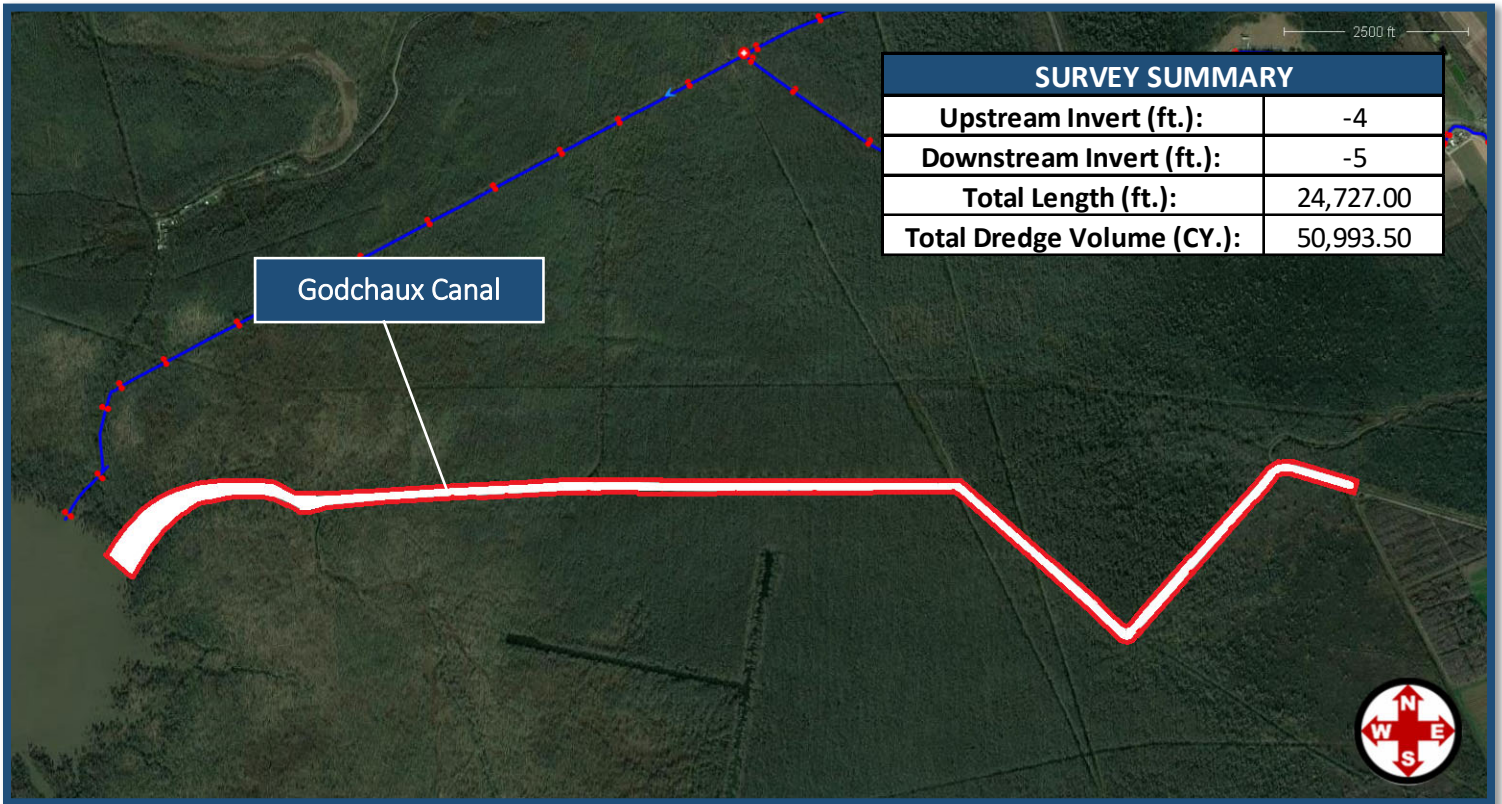 2500 ft
SURVEY SUMMARY
Upstream Invert (ft.): -4
Downstream Invert (ft.): -5
Total Length (ft.): 24,727.00
Total Dredge Volume (CY.): 50,993.50
Godchaux Canal
N
W E
S